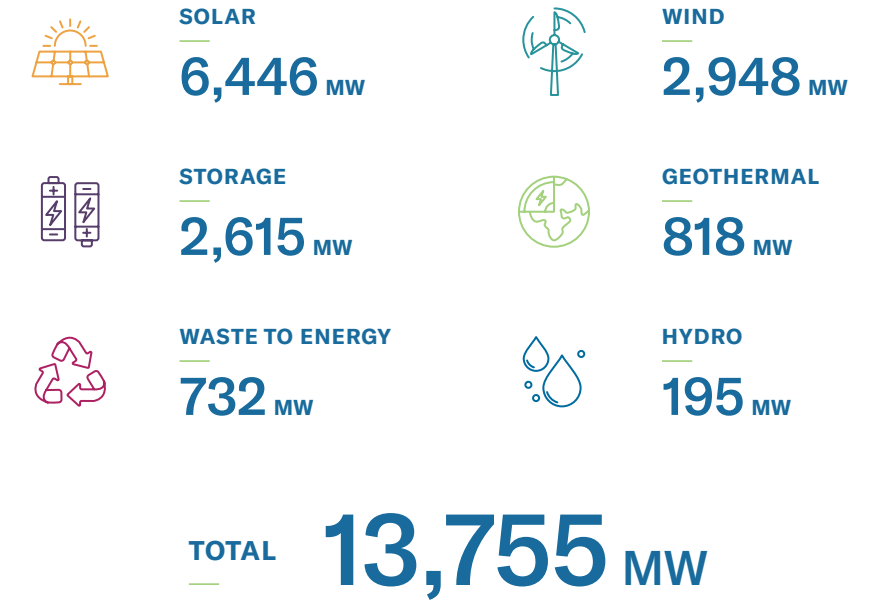 SOLAR
6,446 MW
WIND
2,948 MW
STORAGE
2,615 MW
GEOTHERMAL
818 MW
WASTE TO ENERGY
732 MW
HYDRO
195 MW
TOTAL 13,755 MW